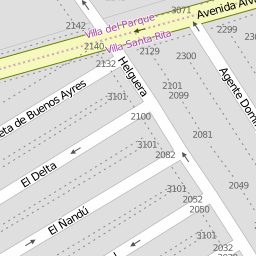 2142
Villa del Parque
3071
Avenida Alv
2140
Villa Santa Rita
2299
2132
2129
2300
2292
Helguera
eta de Buenos Ayres
3101
2101
2099
Agente Dom
2100
2081
3101
2082
El Delta
3101
2049
2052
2050
El Ñandú
3101
2032